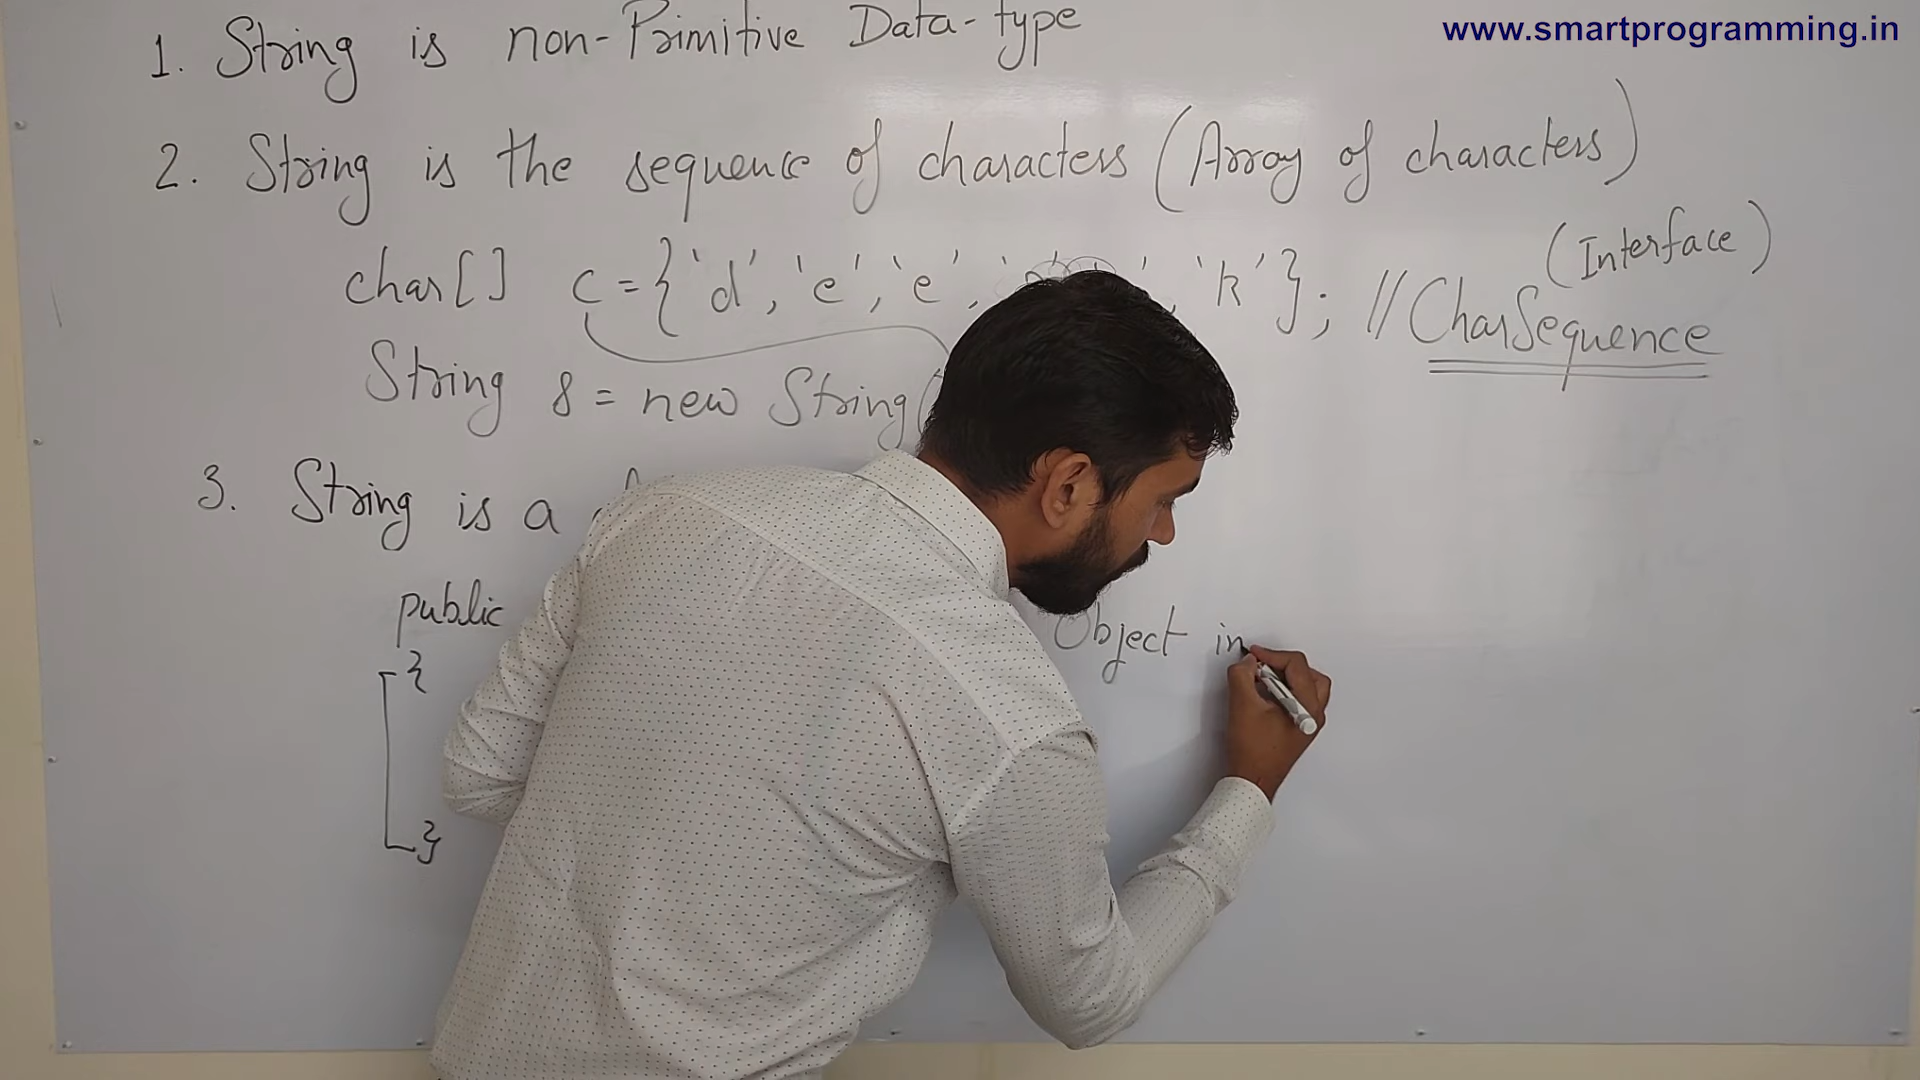 www.smartprogramming.in
1. String is non-Primitive Data-type
2. String is the sequence of characters (Array of characters)
(Interface)
char[] c = {'d', 'e', 'e', 'k'}; // CharSequence
String s = new String(
3. String is a
public Object im
{
}